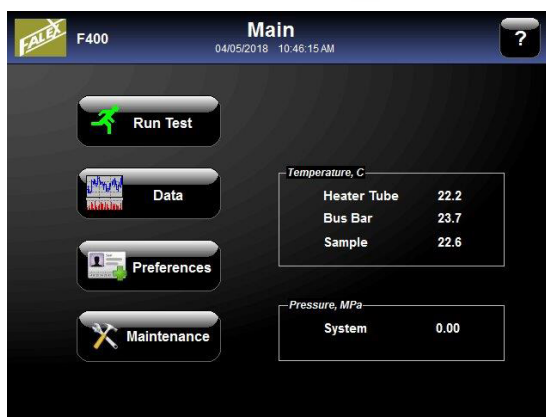 FALEX
F400
Main
04/05/2018 10:46:15 AM
?
Run Test
Data
Preferences
Maintenance
Temperature, C
Heater Tube 22.2
Bus Bar 23.7
Sample 22.6
Pressure, MPa
System 0.00